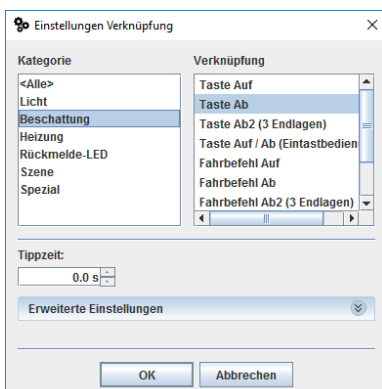 Einstellungen Verknüpfung
Kategorie
<Alle>
Licht
Beschattung
Heizung
Rückmelde-LED
Szene
Spezial
Verknüpfung
Taste Auf
Taste Ab
Taste Ab2 (3 Endlagen)
Taste Auf / Ab (Eintastbedien
Fahrbefehl Auf
Fahrbefehl Ab
Fahrbefehl Ab2 (3 Endlagen)
Tippzeit:
0.0 s
Erweiterte Einstellungen
OK Abbrechen